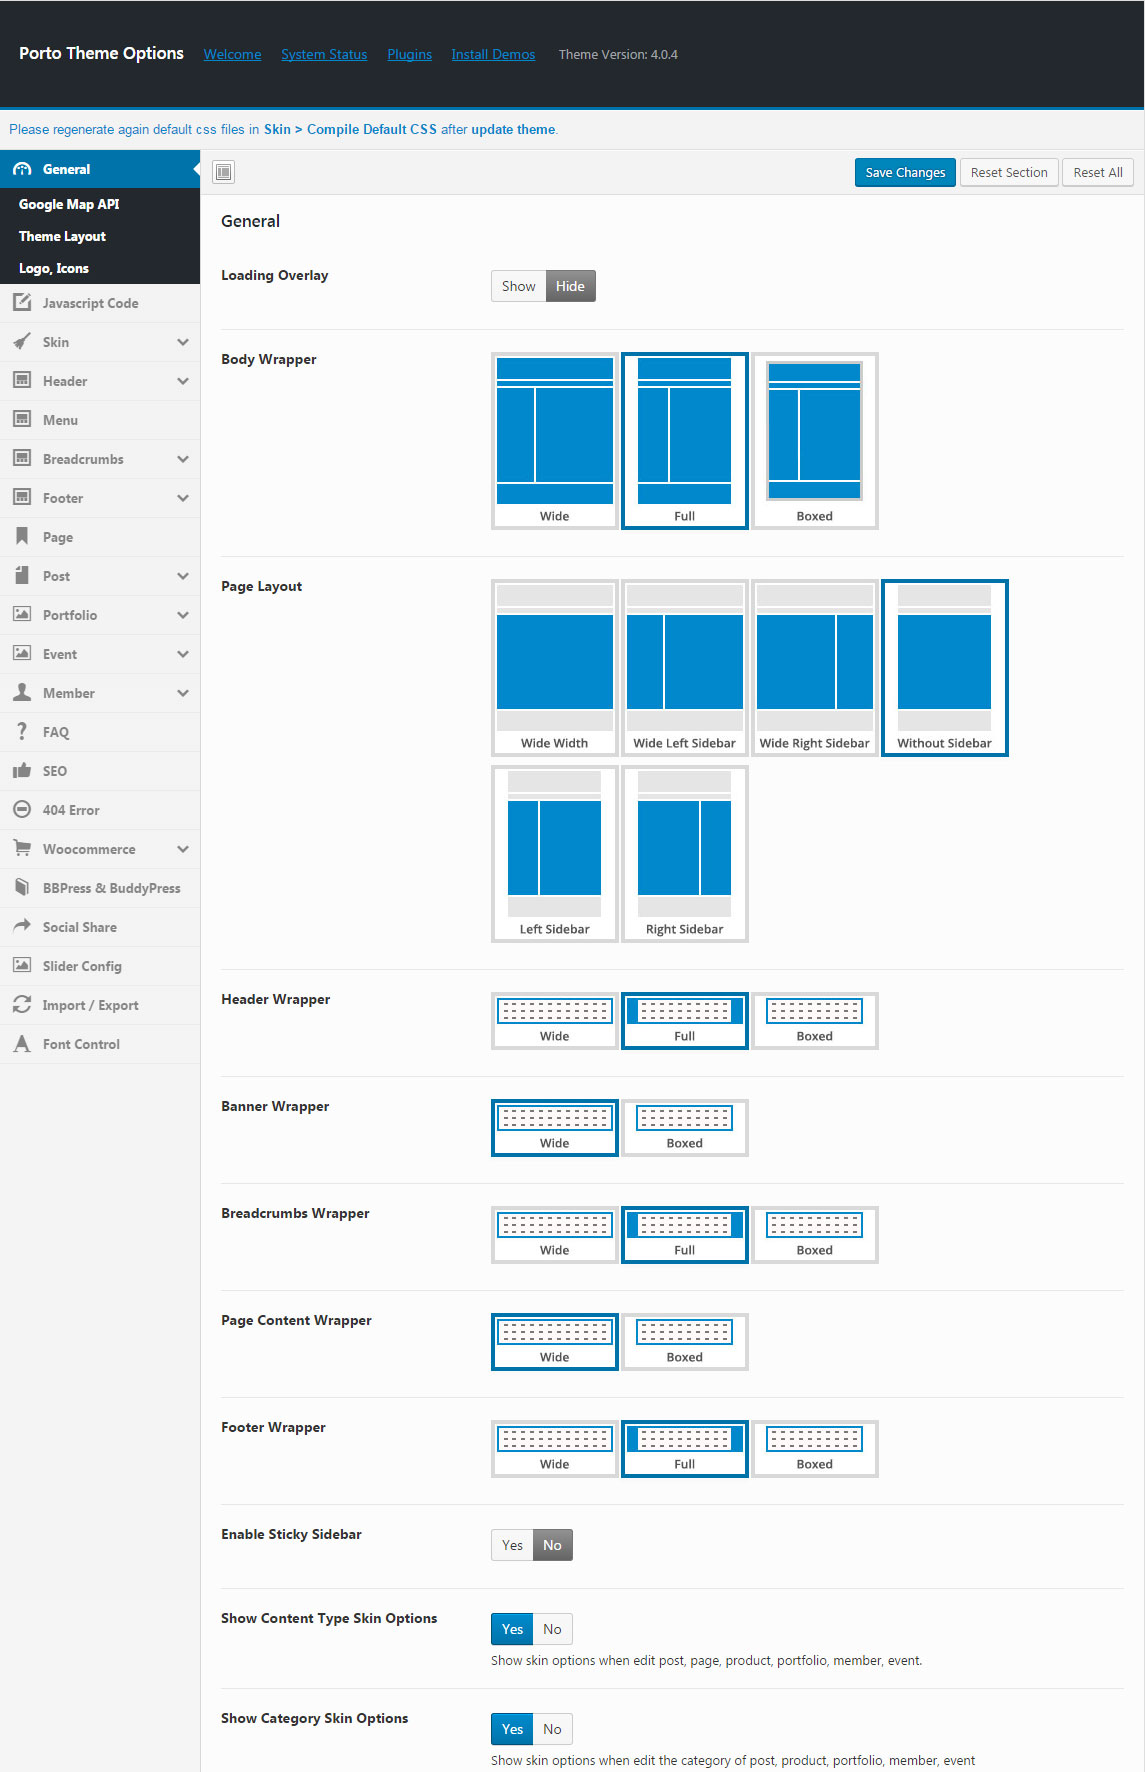 Porto Theme Options Welcome System Status Plugins Install Demos Theme Version: 4.0.4
Please regenerate again default css files in Skin > Compile Default CSS after update theme.
General
Google Map API
Theme Layout
Logo, Icons
Javascript Code
Skin
Header
Menu
Breadcrumbs
Footer
Page
Post
Portfolio
Event
Member
FAQ
SEO
404 Error
Woocommerce
BBPress & BuddyPress
Social Share
Slider Config
Import / Export
Font Control
Save Changes Reset Section Reset All
General
Loading Overlay
Show Hide
Body Wrapper
Wide Full Boxed
Page Layout
Wide Width Wide Left Sidebar Wide Right Sidebar Without Sidebar
Left Sidebar Right Sidebar
Header Wrapper
Wide Full Boxed
Banner Wrapper
Wide Boxed
Breadcrumbs Wrapper
Wide Full Boxed
Page Content Wrapper
Wide Boxed
Footer Wrapper
Wide Full Boxed
Enable Sticky Sidebar
Yes No
Show Content Type Skin Options
Yes No
Show skin options when edit post, page, product, portfolio, member, event.
Show Category Skin Options
Yes No
Show skin options when edit the category of post, product, portfolio, member, event